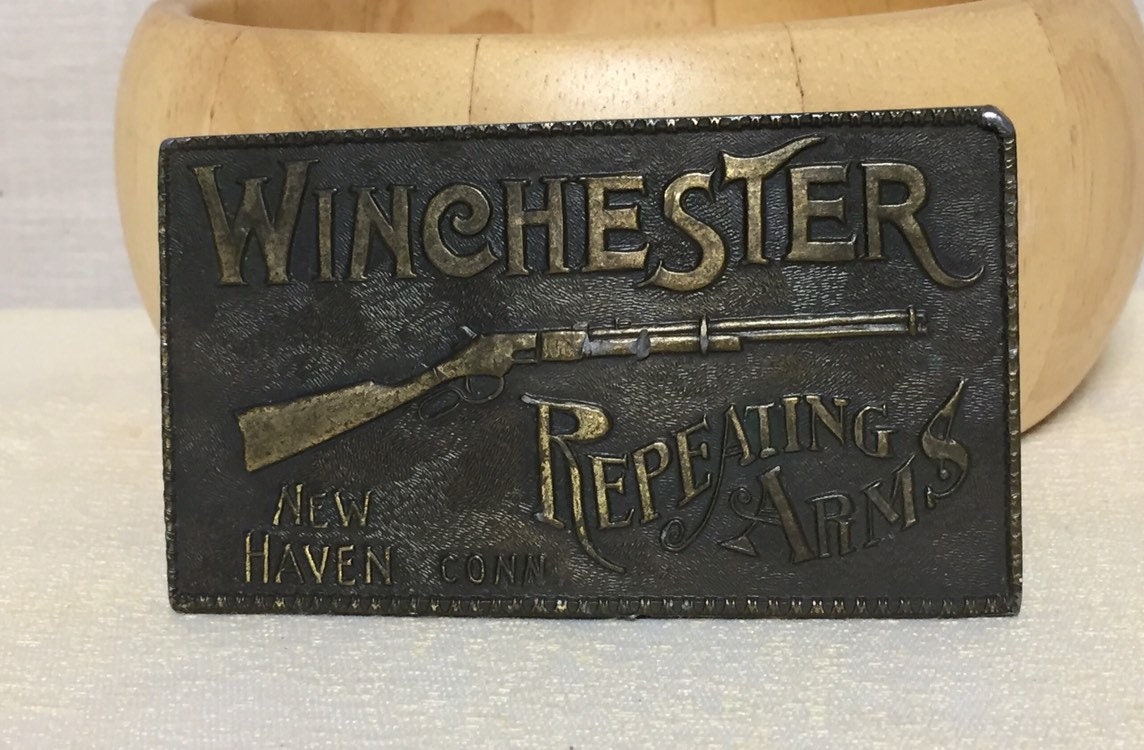 WINCHESTER
REPEATING
ARMS
NEW
HAVEN CONN